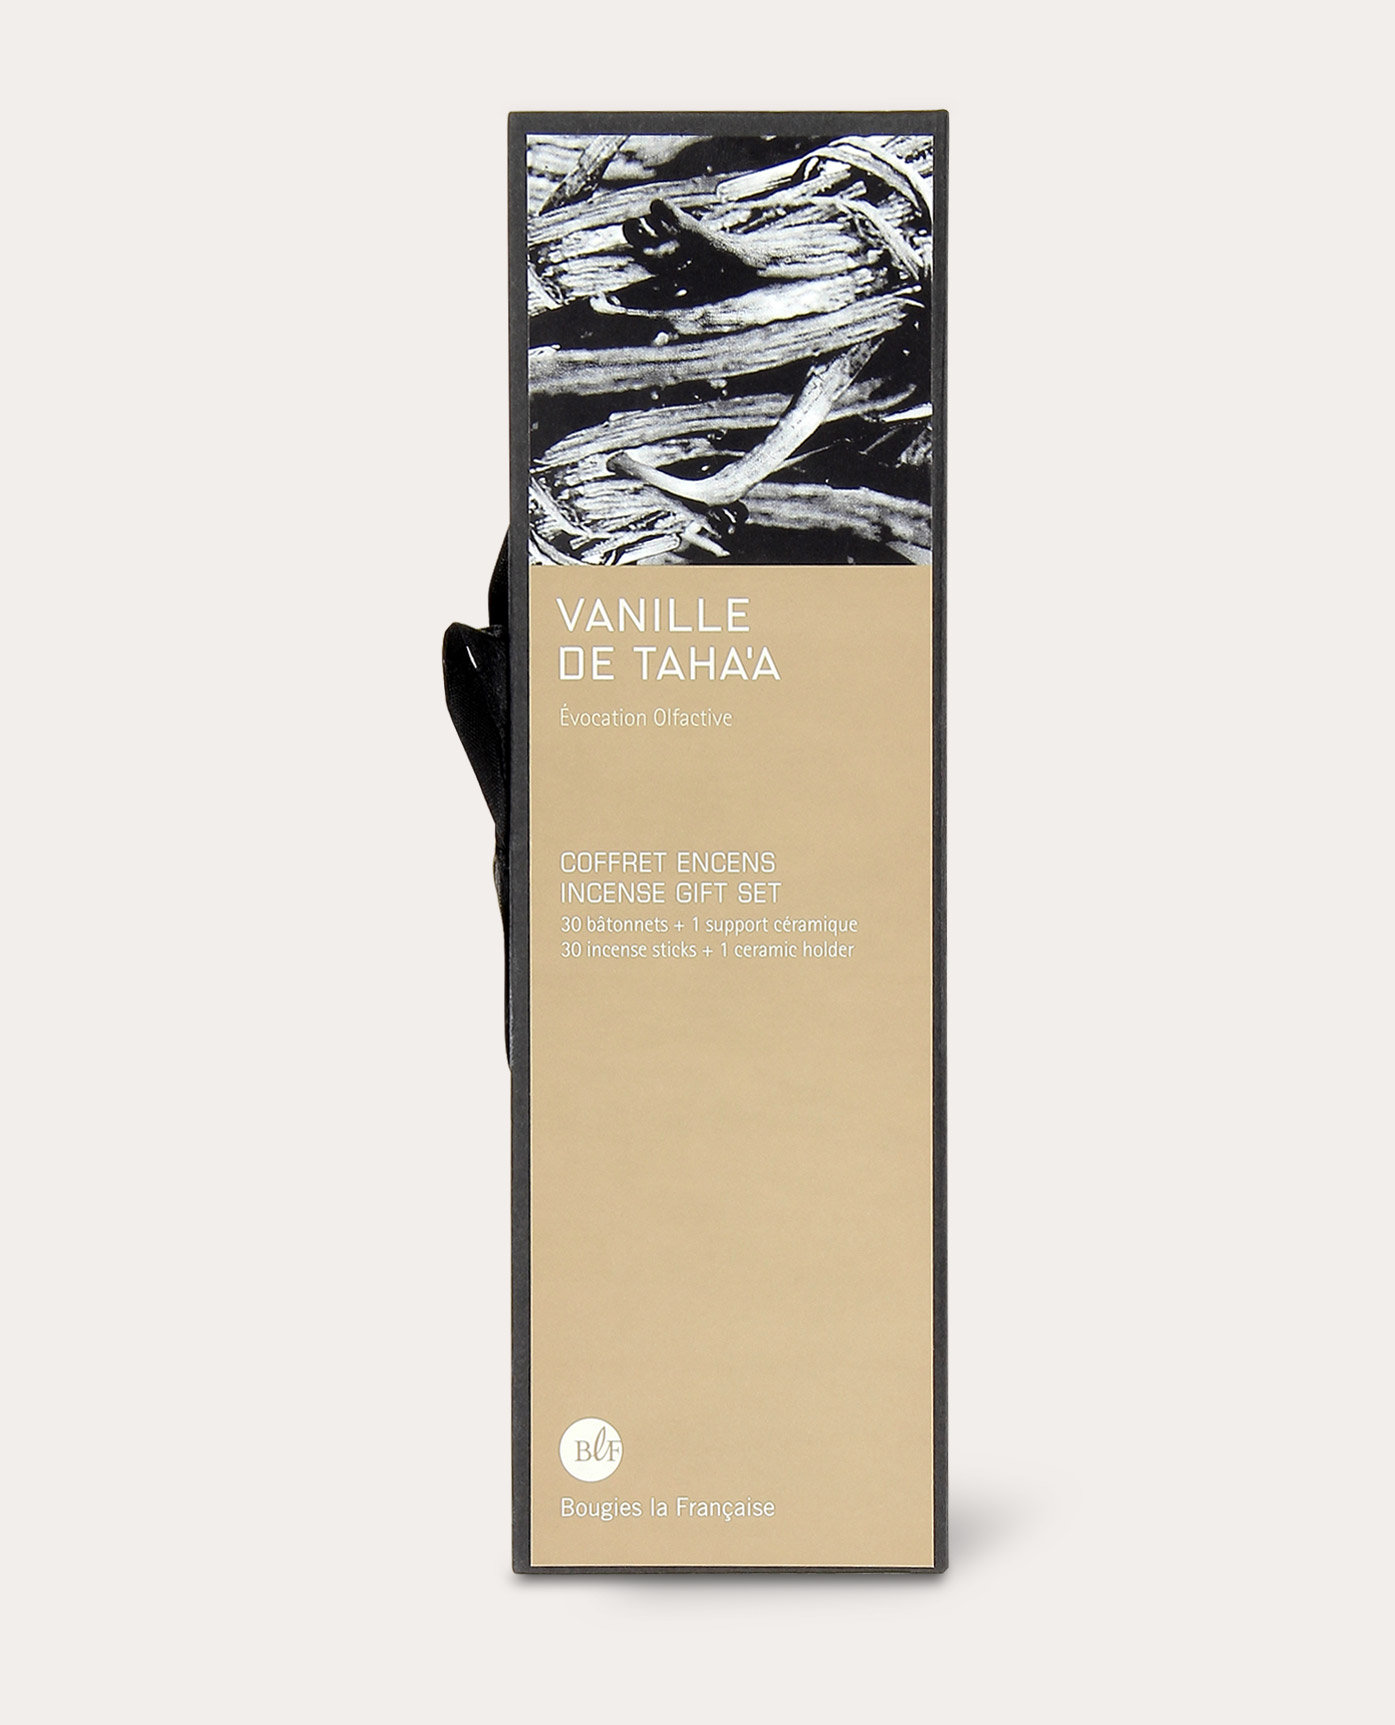 VANILLE
DE TAHA'A
Évocation Olfactive
COFFRET ENCENS
INCENSE GIFT SET
30 bâtonnets + 1 support céramique
30 incense sticks + 1 ceramic holder
BlF
Bougies la Française